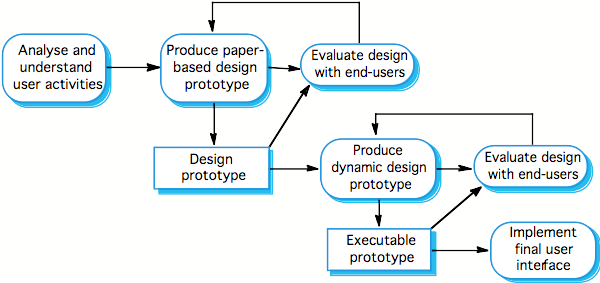 Analyse and
understand
user activities
Produce paper-
based design
prototype
Evaluate design
with end-users
Design
prototype
Produce
dynamic design
prototype
Evaluate design
with end-users
Executable
prototype
Implement
final user
interface